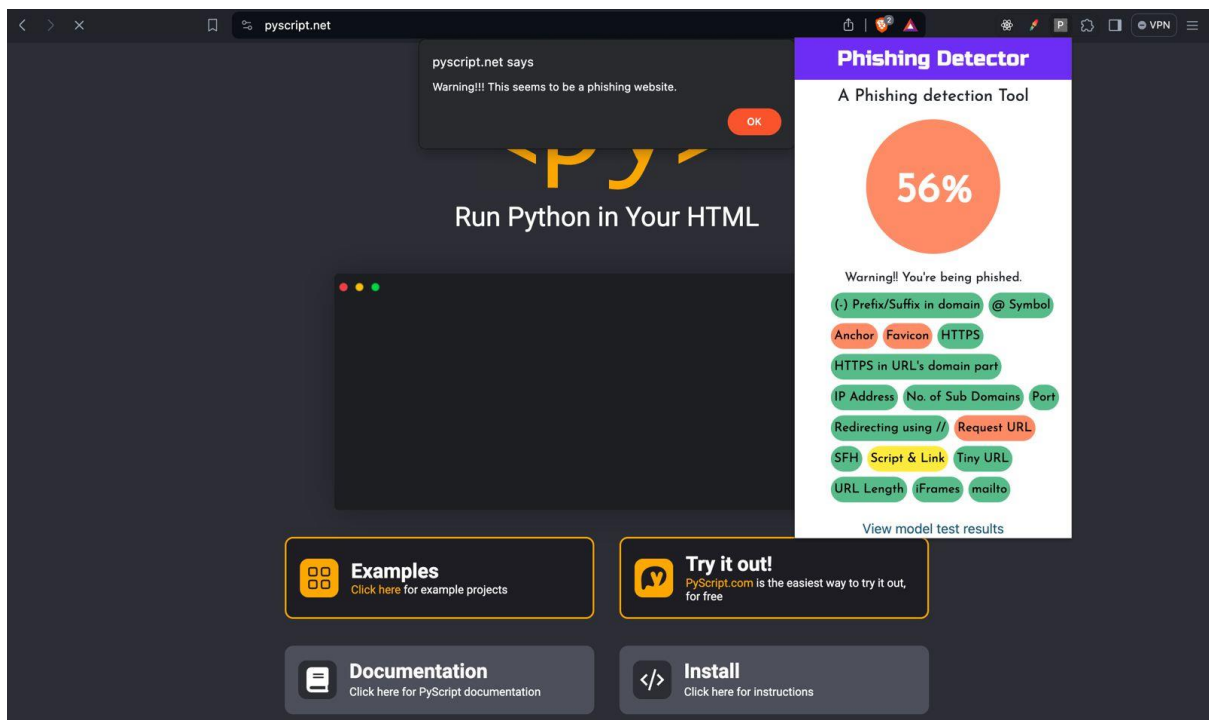 pyscript.net
2
P
VPN
pyscript.net says
Warning!!! This seems to be a phishing website.
OK
<py>
Run Python in Your HTML
Phishing Detector
A Phishing detection Tool
56%
Warning!! You're being phished.
(-) Prefix/Suffix in domain @ Symbol
Anchor Favicon HTTPS
HTTPS in URL's domain part
IP Address No. of Sub Domains Port
Redirecting using // Request URL
SFH Script & Link Tiny URL
URL Length iFrames mailto
View model test results
Examples
Click here for example projects
Try it out!
PyScript.com is the easiest way to try it out,
for free
Documentation
Click here for PyScript documentation
</> Install
Click here for instructions